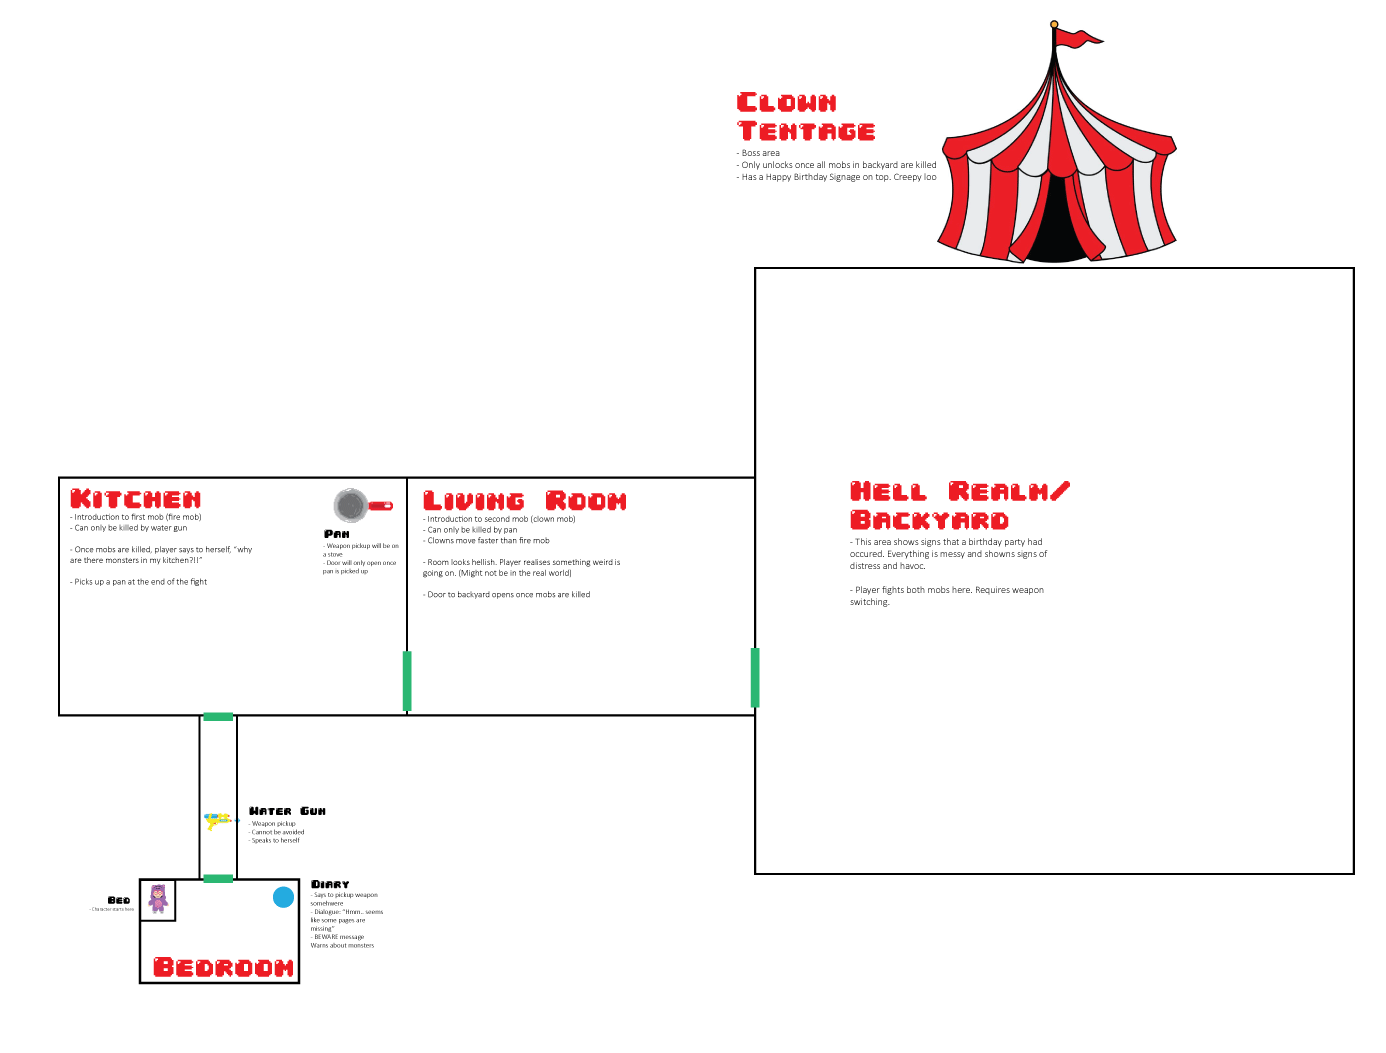 CLOWN
TENTAGE
- Boss area
- Only unlocks once all mobs in backyard are killed
- Has a Happy Birthday Signage on top. Creepy loo
KITCHEN
- Introduction to first mob (fire mob)
- Can only be killed by water gun
- Once mobs are killed, player says to herself, "why
are there monsters in my kitchen?!!"
- Picks up a pan at the end of the fight
PAN
- Weapon pickup will be on
a stove
- Door will only open once
pan is picked up
LIVING ROOM
- Introduction to second mob (clown mob)
- Can only be killed by pan
- Clowns move faster than fire mob
- Room looks hellish. Player realises something weird is
going on. (Might not be in the real world)
- Door to backyard opens once mobs are killed
HELL REALM/
BACKYARD
- This area shows signs that a birthday party had
occured. Everything is messy and showns signs of
distress and havoc.
- Player fights both mobs here. Requires weapon
switching.
WATER GUN
- Weapon pickup
- Cannot be avoided
- Speaks to herself
BED
- Character starts here
DIARY
- Says to pickup weapon
somehwere
- Dialogue: "Hmm.. seems
like some pages are
missing"
- BEWARE message
Warns about monsters
BEDROOM